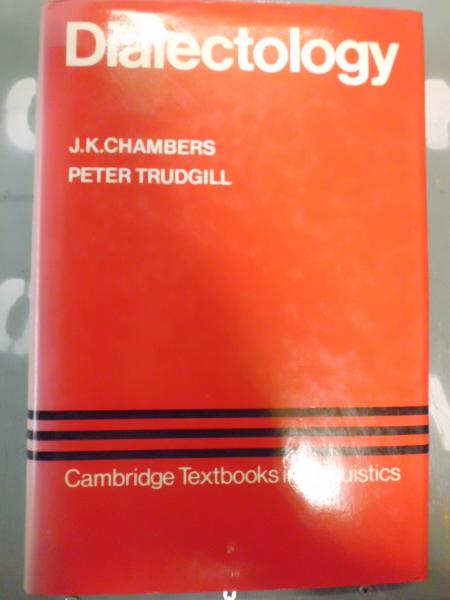 Dialectology
J.K.CHAMBERS
PETER TRUDGILL
Cambridge Textbooks in Linguistics